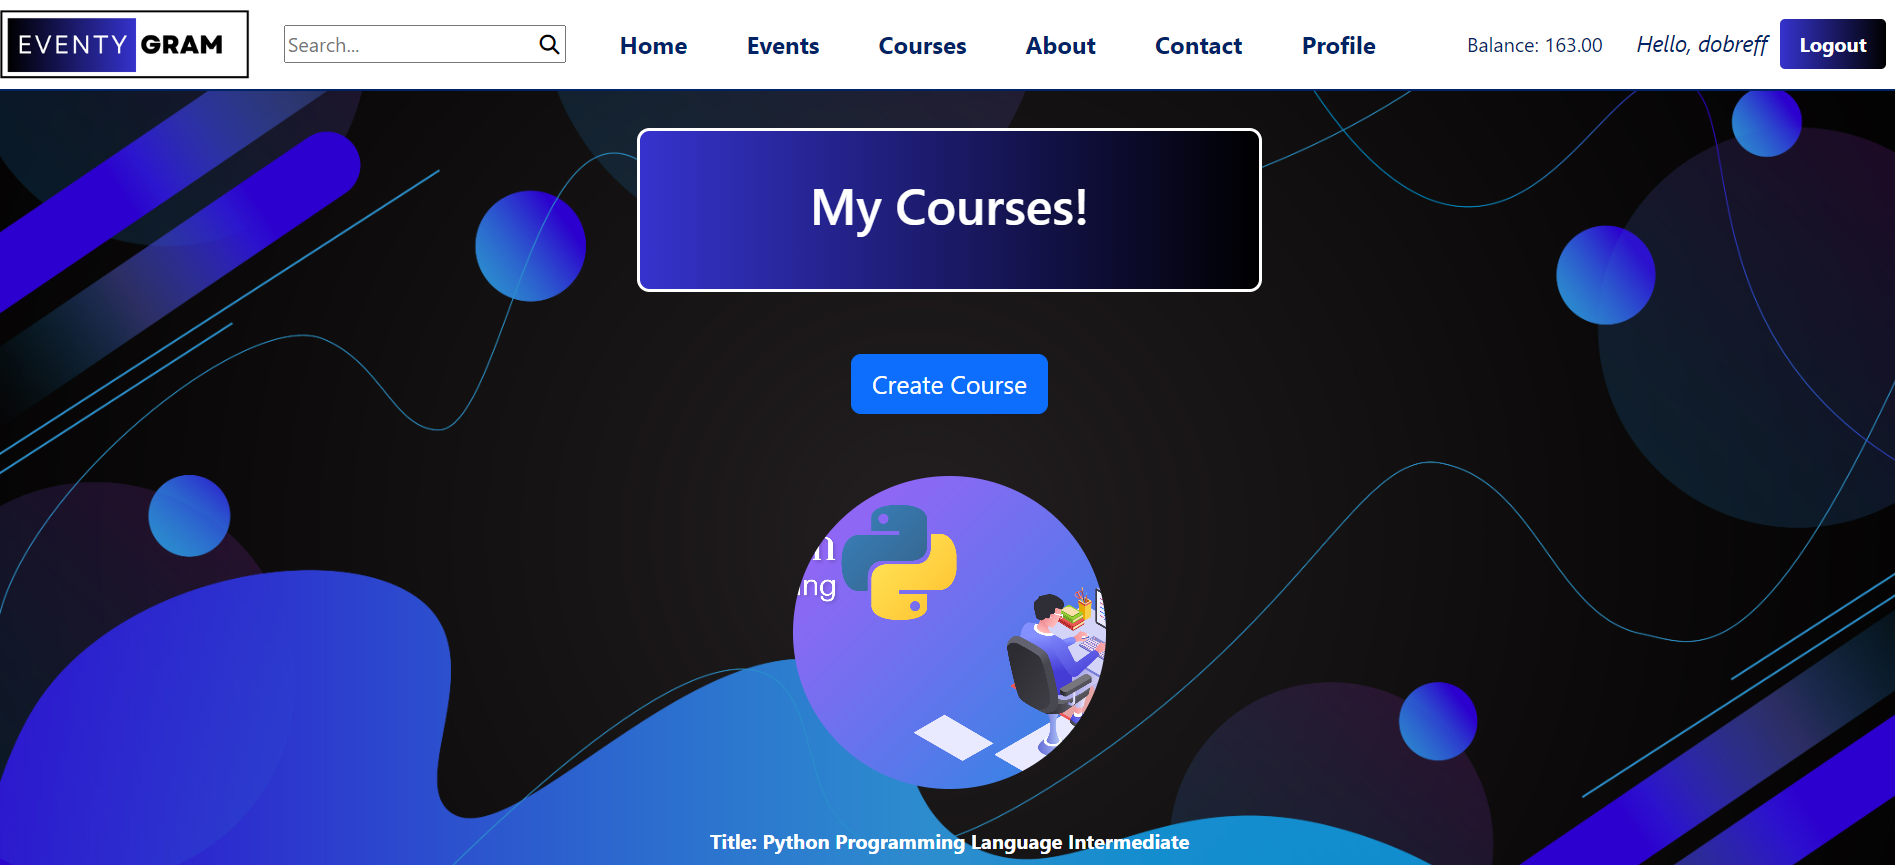 EVENTY GRAM
Search...
Home
Events
Courses
About
Contact
Profile
Balance: 163.00
Hello, dobreff
Logout
My Courses!
Create Course
ing
Title: Python Programming Language Intermediate